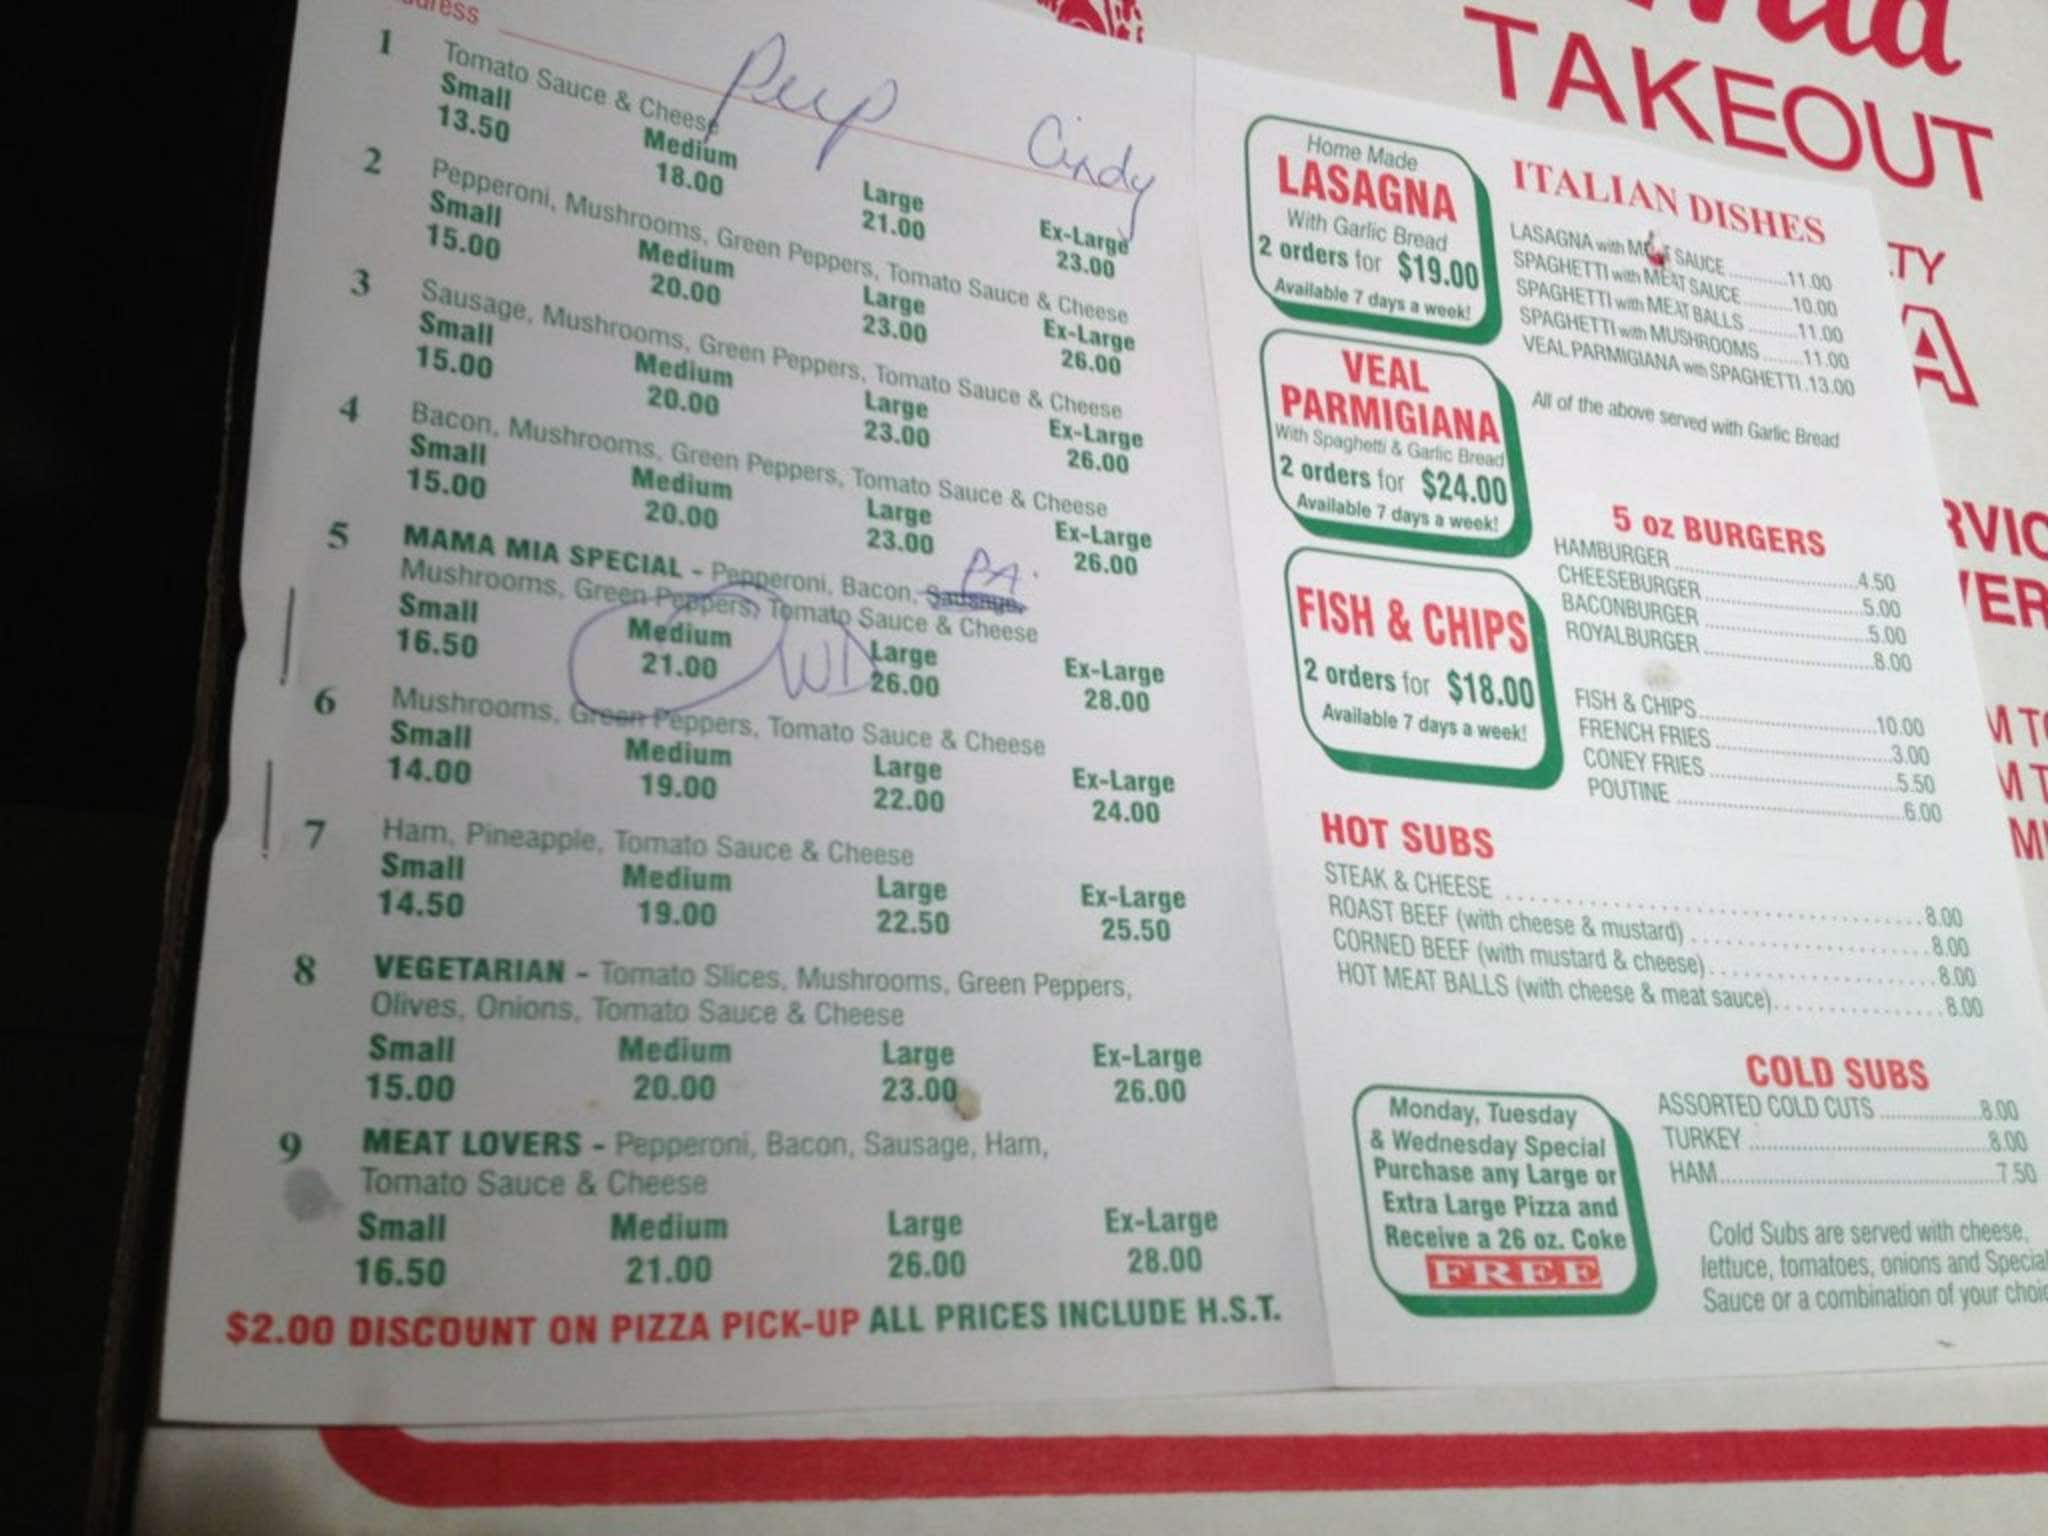 TAKEOUT
Cindy
1 Tomato Sauce & Cheese
Small Medium Large Ex-Large
13.50 18.00 21.00 23.00
2 Pepperoni, Mushrooms, Green Peppers, Tomato Sauce & Cheese
Small Medium Large Ex-Large
15.00 20.00 23.00 26.00
3 Sausage, Mushrooms, Green Peppers, Tomato Sauce & Cheese
Small Medium Large Ex-Large
15.00 20.00 23.00 26.00
4 Bacon, Mushrooms, Green Peppers, Tomato Sauce & Cheese
Small Medium Large Ex-Large
15.00 20.00 23.00 26.00
PA.
5 MAMA MIA SPECIAL - Pepperoni, Bacon, Sausage,
Mushrooms, Green Peppers, Tomato Sauce & Cheese
Small Medium Large Ex-Large
16.50 21.00 WD 26.00 28.00
6 Mushrooms, Green Peppers, Tomato Sauce & Cheese
Small Medium Large Ex-Large
14.00 19.00 22.00 24.00
7 Ham, Pineapple, Tomato Sauce & Cheese
Small Medium Large Ex-Large
14.50 19.00 22.50 25.50
8 VEGETARIAN - Tomato Slices, Mushrooms, Green Peppers,
Olives, Onions, Tomato Sauce & Cheese
Small Medium Large Ex-Large
15.00 20.00 23.00 26.00
9 MEAT LOVERS - Pepperoni, Bacon, Sausage, Ham,
Tomato Sauce & Cheese
Small Medium Large Ex-Large
16.50 21.00 26.00 28.00
$2.00 DISCOUNT ON PIZZA PICK-UP ALL PRICES INCLUDE H.S.T.
Home Made
LASAGNA
With Garlic Bread
2 orders for $19.00
Available 7 days a week!
VEAL
PARMIGIANA
With Spaghetti & Garlic Bread
2 orders for $24.00
Available 7 days a week!
FISH & CHIPS
2 orders for $18.00
Available 7 days a week!
ITALIAN DISHES
LASAGNA with MEAT SAUCE ..........11.00
SPAGHETTI with MEAT SAUCE ..........10.00
SPAGHETTI with MEAT BALLS ..........11.00
SPAGHETTI with MUSHROOMS ........11.00
VEAL PARMIGIANA with SPAGHETTI .13.00
All of the above served with Garlic Bread
5 oz BURGERS
HAMBURGER ..........4.50
CHEESEBURGER ..........5.00
BACONBURGER ..........5.00
ROYALBURGER ..........8.00
FISH & CHIPS ..........10.00
FRENCH FRIES ..........3.00
CONEY FRIES ..........5.50
POUTINE ..........6.00
HOT SUBS
STEAK & CHEESE ..........8.00
ROAST BEEF (with cheese & mustard) ..........8.00
CORNED BEEF (with mustard & cheese) ..........8.00
HOT MEAT BALLS (with cheese & meat sauce) ..........8.00
Monday, Tuesday
& Wednesday Special
Purchase any Large or
Extra Large Pizza and
Receive a 26 oz. Coke
FREE
COLD SUBS
ASSORTED COLD CUTS ..........8.00
TURKEY ..........8.00
HAM ..........7.50
Cold Subs are served with cheese,
lettuce, tomatoes, onions and Special
Sauce or a combination of your